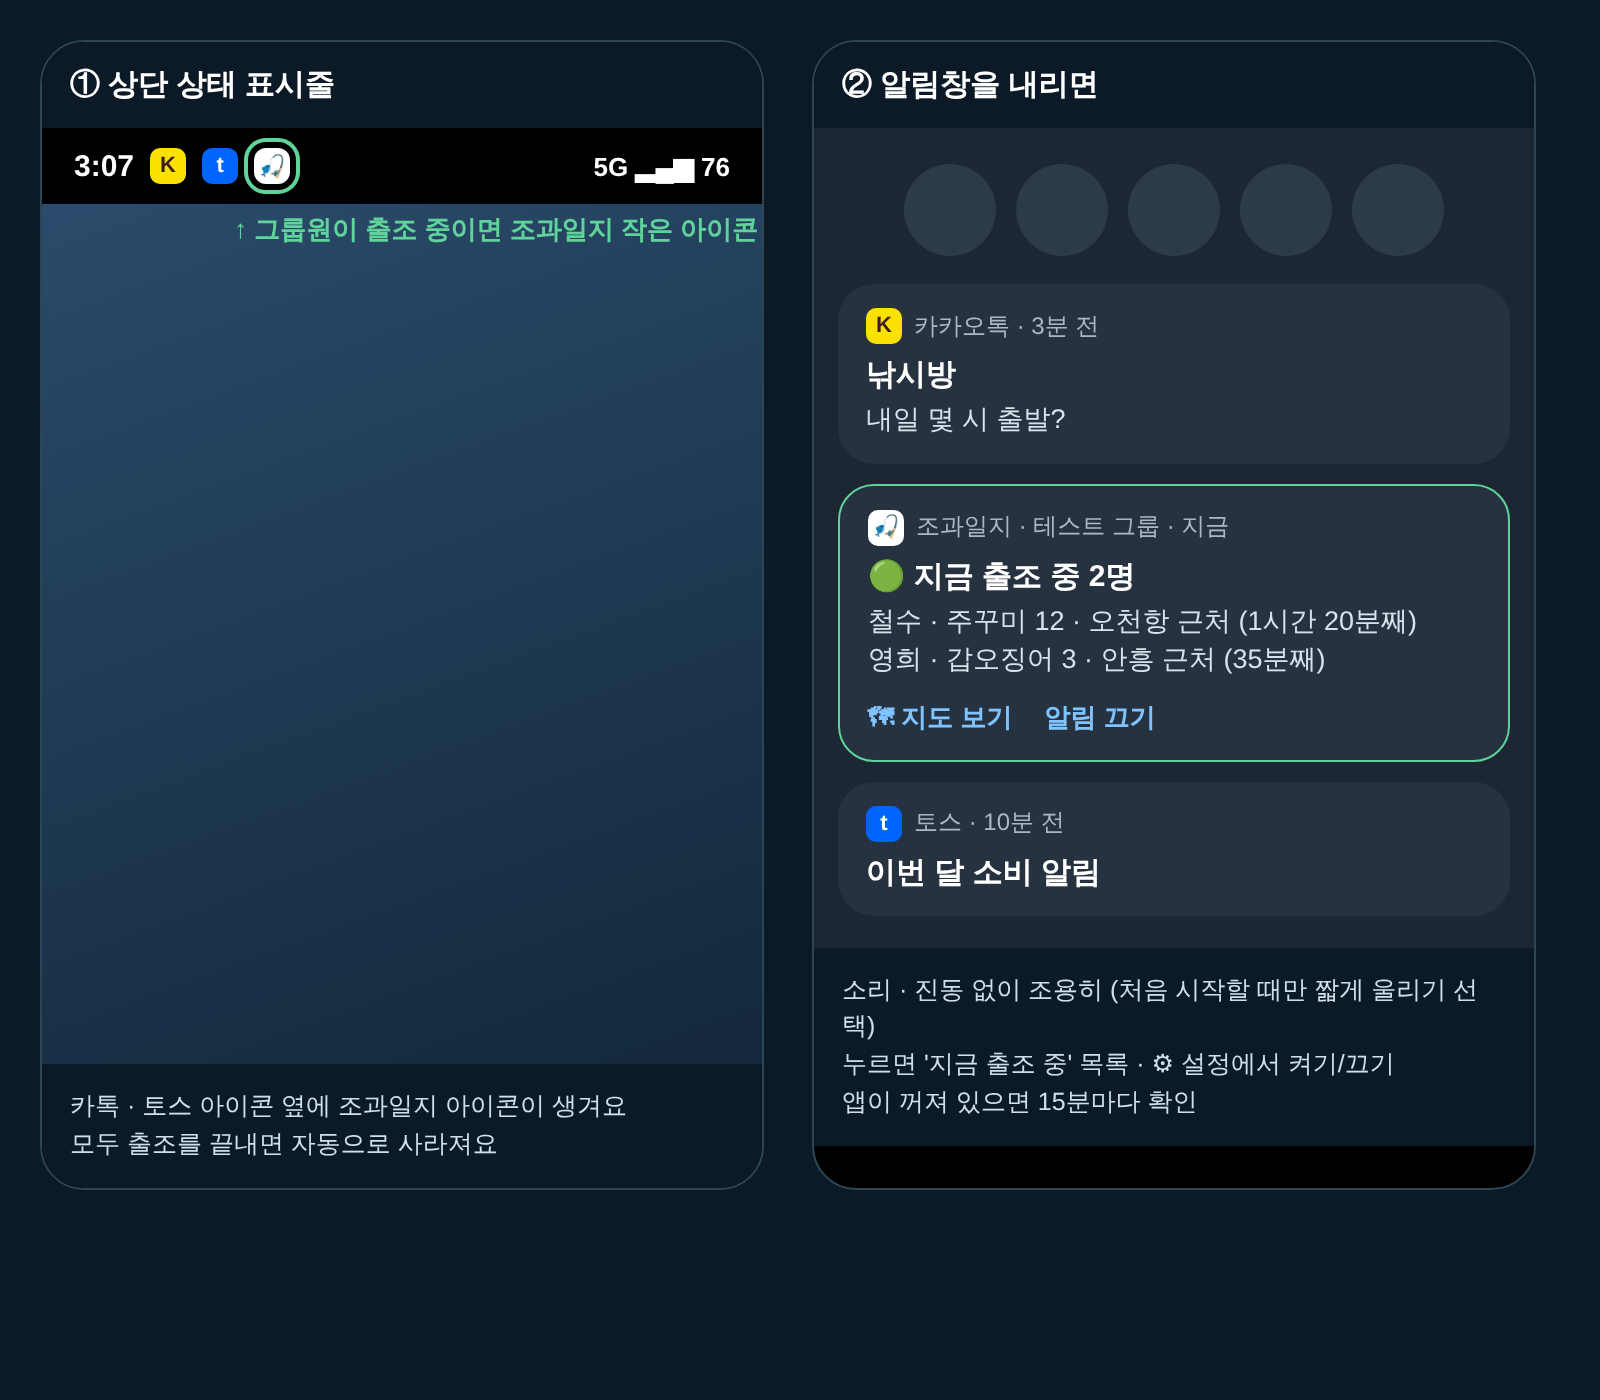 ① 상단 상태 표시줄
3:07 K t 5G 76
↑ 그룹원이 출조 중이면 조과일지 작은 아이콘
카톡 · 토스 아이콘 옆에 조과일지 아이콘이 생겨요
모두 출조를 끝내면 자동으로 사라져요
② 알림창을 내리면
K 카카오톡 · 3분 전
낚시방
내일 몇 시 출발?
조과일지 · 테스트 그룹 · 지금
지금 출조 중 2명
철수 · 주꾸미 12 · 오천항 근처 (1시간 20분째)
영희 · 갑오징어 3 · 안흥 근처 (35분째)
지도 보기 알림 끄기
t 토스 · 10분 전
이번 달 소비 알림
소리 · 진동 없이 조용히 (처음 시작할 때만 짧게 울리기 선
택)
누르면 '지금 출조 중' 목록 · ⚙ 설정에서 켜기/끄기
앱이 꺼져 있으면 15분마다 확인